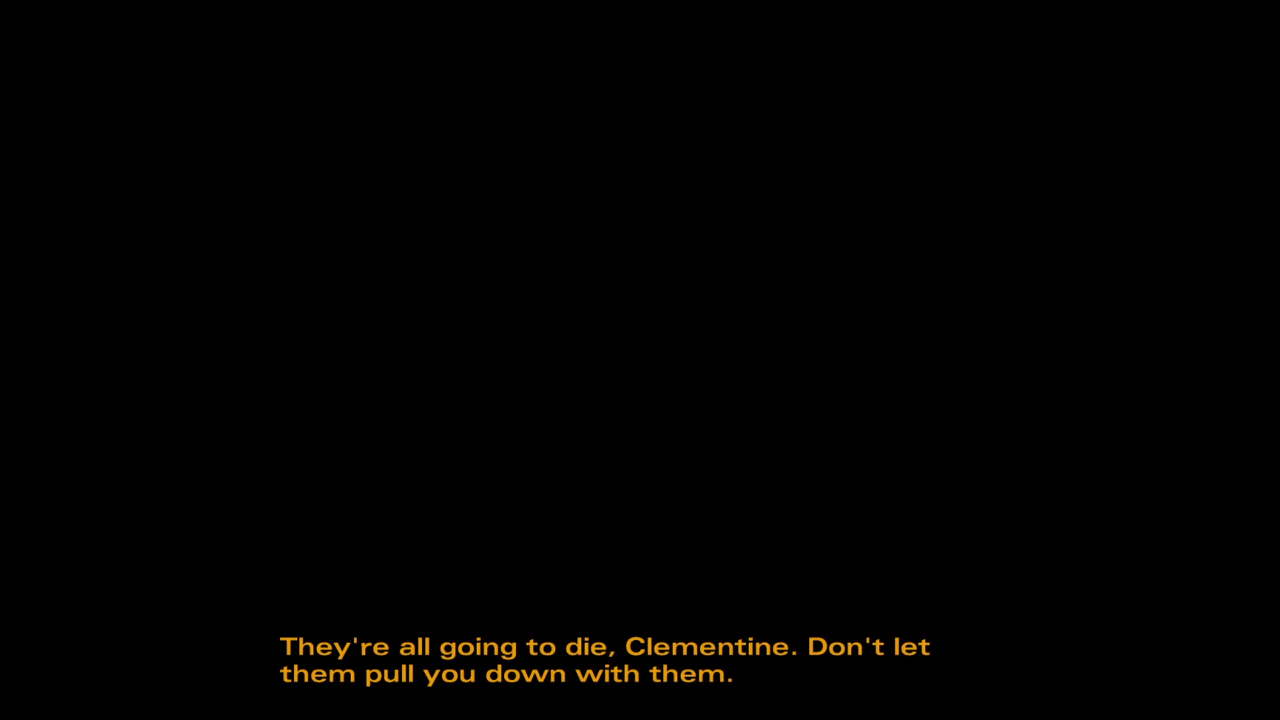 They're all going to die, Clementine. Don't let
them pull you down with them.